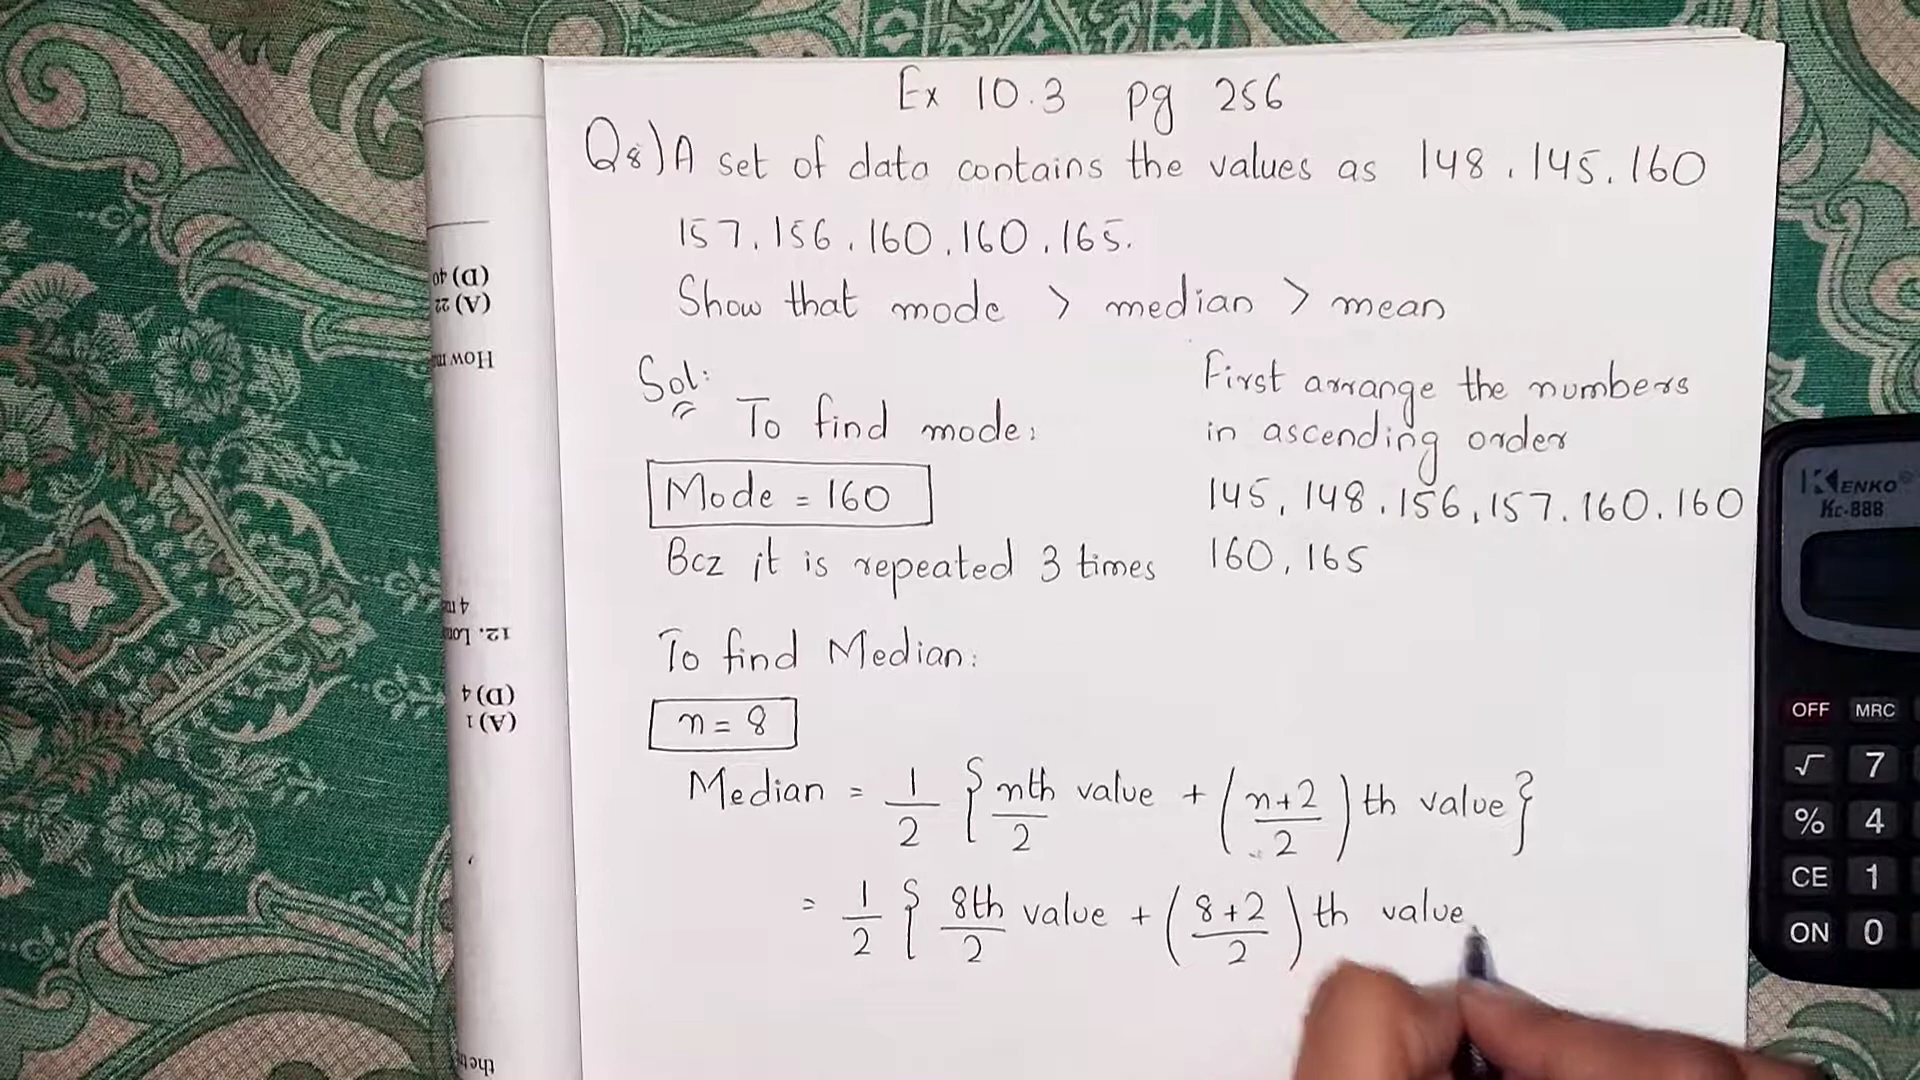 Ex 10.3 pg 256
Q8) A set of data contains the values as 148, 145, 160
157, 156, 160, 160, 165.
Show that mode > median > mean
Sol:
To find mode:
Mode = 160
Bcz it is repeated 3 times
First arrange the numbers
in ascending order
145, 148, 156, 157, 160, 160
160, 165
To find Median:
n = 8
Median = 1/2 { nth/2 value + (n+2/2) th value }
= 1/2 { 8th/2 value + (8+2/2) th value
(D) 40
(A) 22
How
12.
(D) 4
(A) 1
KENKO
Kc-888
OFF MRC
√ 7
% 4
CE 1
ON 0